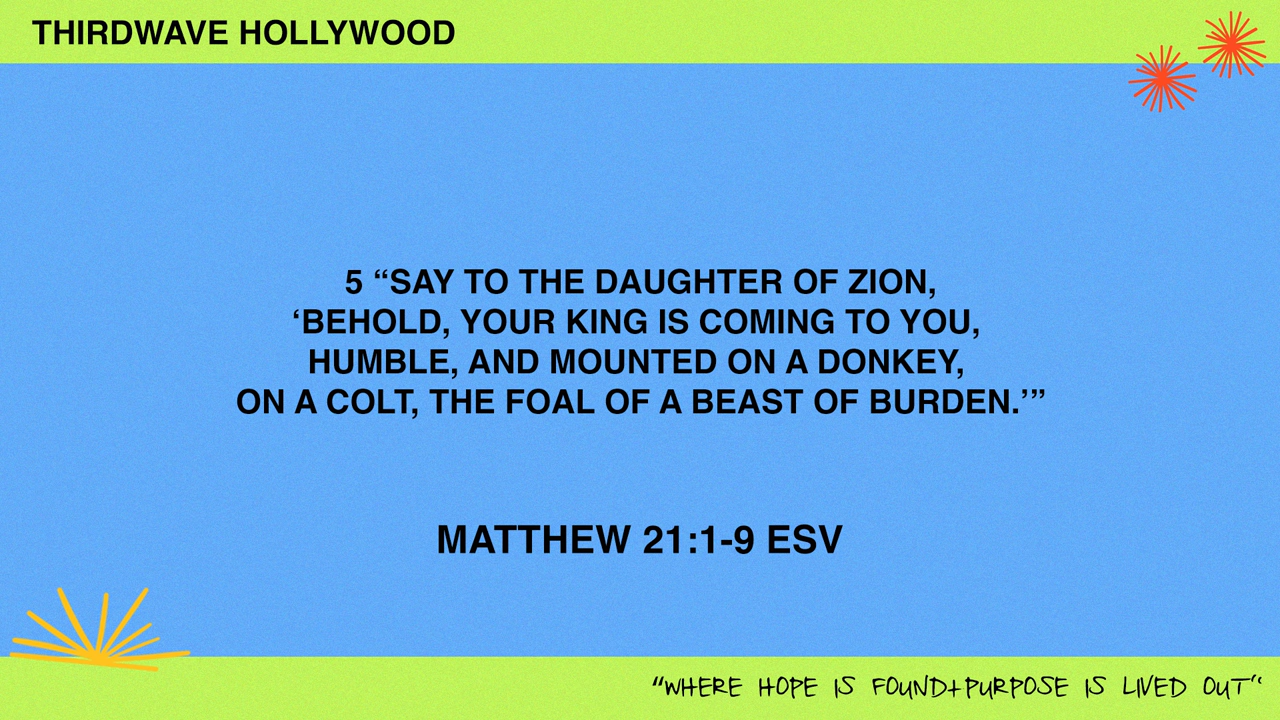 THIRDWAVE HOLLYWOOD
5 “SAY TO THE DAUGHTER OF ZION,
‘BEHOLD, YOUR KING IS COMING TO YOU,
HUMBLE, AND MOUNTED ON A DONKEY,
ON A COLT, THE FOAL OF A BEAST OF BURDEN.’”
MATTHEW 21:1-9 ESV
“WHERE HOPE IS FOUND+PURPOSE IS LIVED OUT“